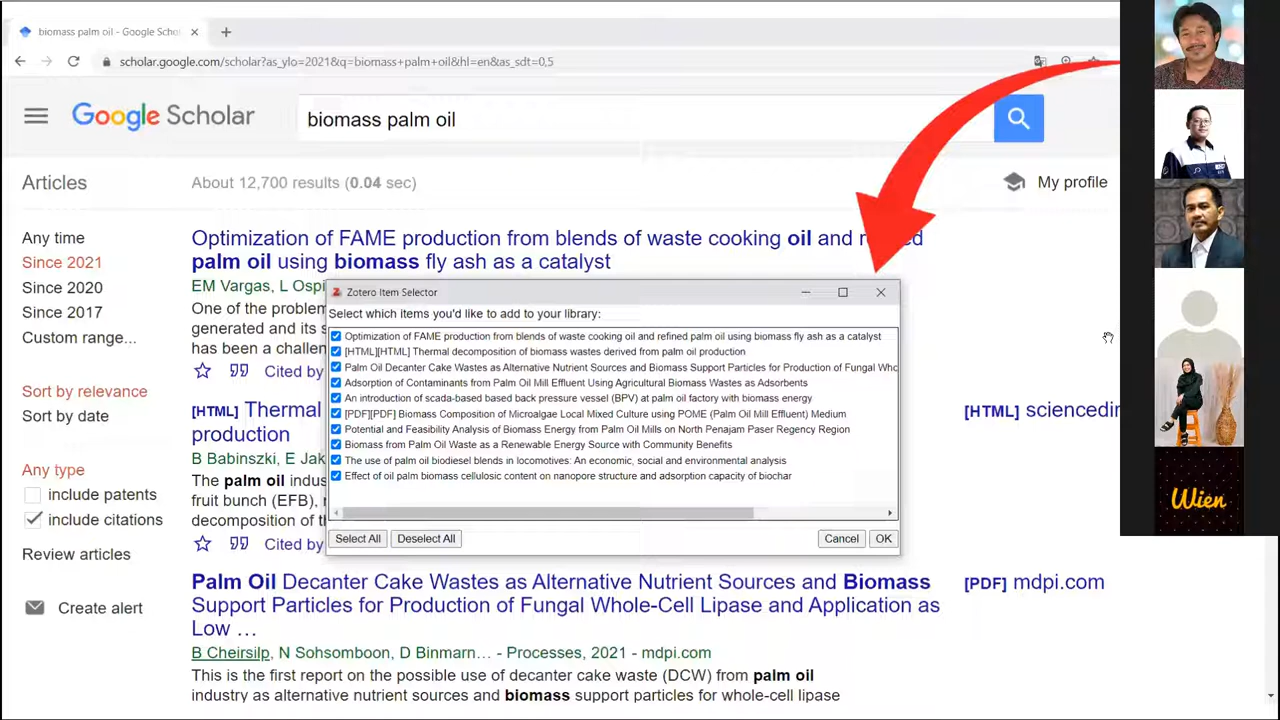 biomass palm oil - Google Schol
scholar.google.com/scholar?as_ylo=2021&q=biomass+palm+oil&hl=en&as_sdt=0,5
Google Scholar
biomass palm oil
Articles
About 12,700 results (0.04 sec)
My profile
Any time
Since 2021
Since 2020
Since 2017
Custom range...
Sort by relevance
Sort by date
Any type
include patents
include citations
Review articles
Create alert
Optimization of FAME production from blends of waste cooking oil and
palm oil using biomass fly ash as a catalyst
EM Vargas, L Ospi
One of the problem
generated and its s
has been a challen
Cited by
[HTML] Thermal
production
[HTML] sciencedir
B Babinszki, E Jak
The palm oil indus
fruit bunch (EFB),
decomposition of th
Cited by
Zotero Item Selector
Select which items you'd like to add to your library:
Optimization of FAME production from blends of waste cooking oil and refined palm oil using biomass fly ash as a catalyst
[HTML][HTML] Thermal decomposition of biomass wastes derived from palm oil production
Palm Oil Decanter Cake Wastes as Alternative Nutrient Sources and Biomass Support Particles for Production of Fungal Who
Adsorption of Contaminants from Palm Oil Mill Effluent Using Agricultural Biomass Wastes as Adsorbents
An introduction of scada-based based back pressure vessel (BPV) at palm oil factory with biomass energy
[PDF][PDF] Biomass Composition of Microalgae Local Mixed Culture using POME (Palm Oil Mill Effluent) Medium
Potential and Feasibility Analysis of Biomass Energy from Palm Oil Mills on North Penajam Paser Regency Region
Biomass from Palm Oil Waste as a Renewable Energy Source with Community Benefits
The use of palm oil biodiesel blends in locomotives: An economic, social and environmental analysis
Effect of oil palm biomass cellulosic content on nanopore structure and adsorption capacity of biochar
Select All
Deselect All
Cancel
OK
Palm Oil Decanter Cake Wastes as Alternative Nutrient Sources and Biomass
Support Particles for Production of Fungal Whole-Cell Lipase and Application as
Low …
[PDF] mdpi.com
B Cheirsilp, N Sohsomboon, D Binmarn… - Processes, 2021 - mdpi.com
This is the first report on the possible use of decanter cake waste (DCW) from palm oil
industry as alternative nutrient sources and biomass support particles for whole-cell lipase
Wien